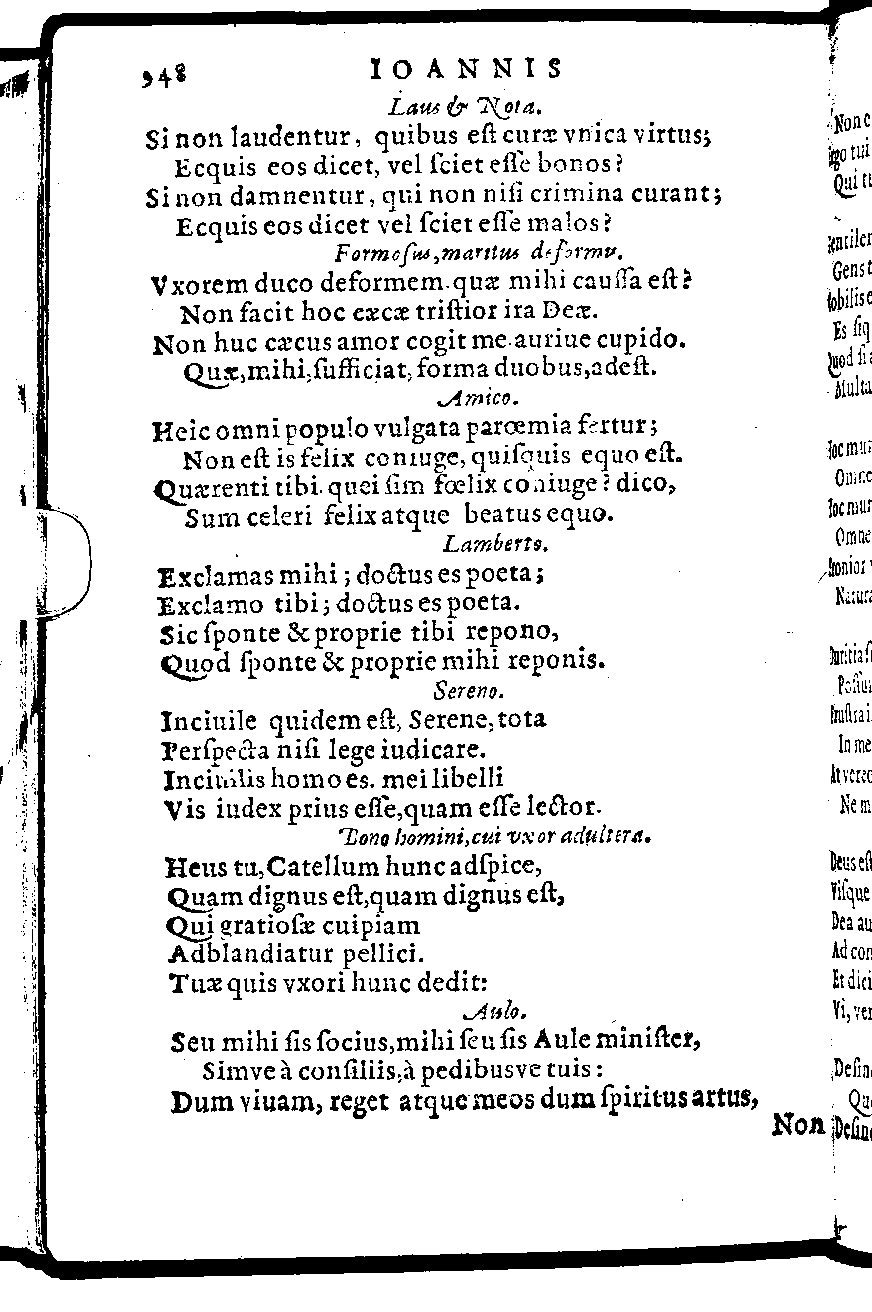 948 IOANNIS
Laus & Nota.
Si non laudentur, quibus eſt curæ vnica virtus;
Ecquis eos dicet, vel ſciet eſſe bonos?
Si non damnentur, qui non niſi crimina curant;
Ecquis eos dicet vel ſciet eſſe malos?
Formoſus, maritus deformis.
Vxorem duco deformem. quæ mihi cauſſa eſt?
Non facit hoc cæcæ triſtior ira Deæ.
Non huc cæcus amor cogit me. auriue cupido.
Quæ, mihi, ſufficiat, forma duobus, adeſt.
Amico.
Heic omni populo vulgata parœmia fertur;
Non eſt is felix coniuge, quiſquis equo eſt.
Quærenti tibi. quei ſim fœlix coniuge? dico,
Sum celeri felix atque beatus equo.
Lamberto.
Exclamas mihi; doctus es poeta;
Exclamo tibi; doctus es poeta.
Sic ſponte & proprie tibi repono,
Quod ſponte & proprie mihi reponis.
Sereno.
Inciuile quidem eſt, Serene, tota
Perſpecta niſi lege iudicare.
Inciuilis homo es. mei libelli
Vis iudex prius eſſe, quam eſſe lector.
Bono homini, cui vxor adultera.
Heus tu, Catellum hunc adſpice,
Quam dignus eſt, quam dignus eſt,
Qui gratioſæ cuipiam
Adblandiatur pellici.
Tuæ quis vxori hunc dedit:
Aulo.
Seu mihi ſis ſocius, mihi ſeu ſis Aule miniſter,
Simve à conſiliis, à pedibusve tuis:
Dum viuam, reget atque meos dum ſpiritus artus,
Non